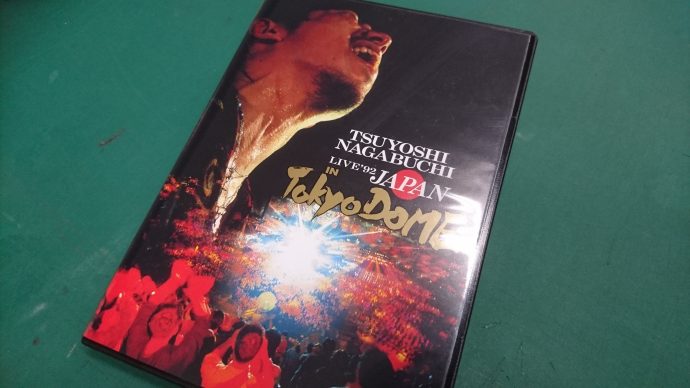 TSUYOSHI
NAGABUCHI
LIVE'92 JAPAN
IN
Tokyo DOME